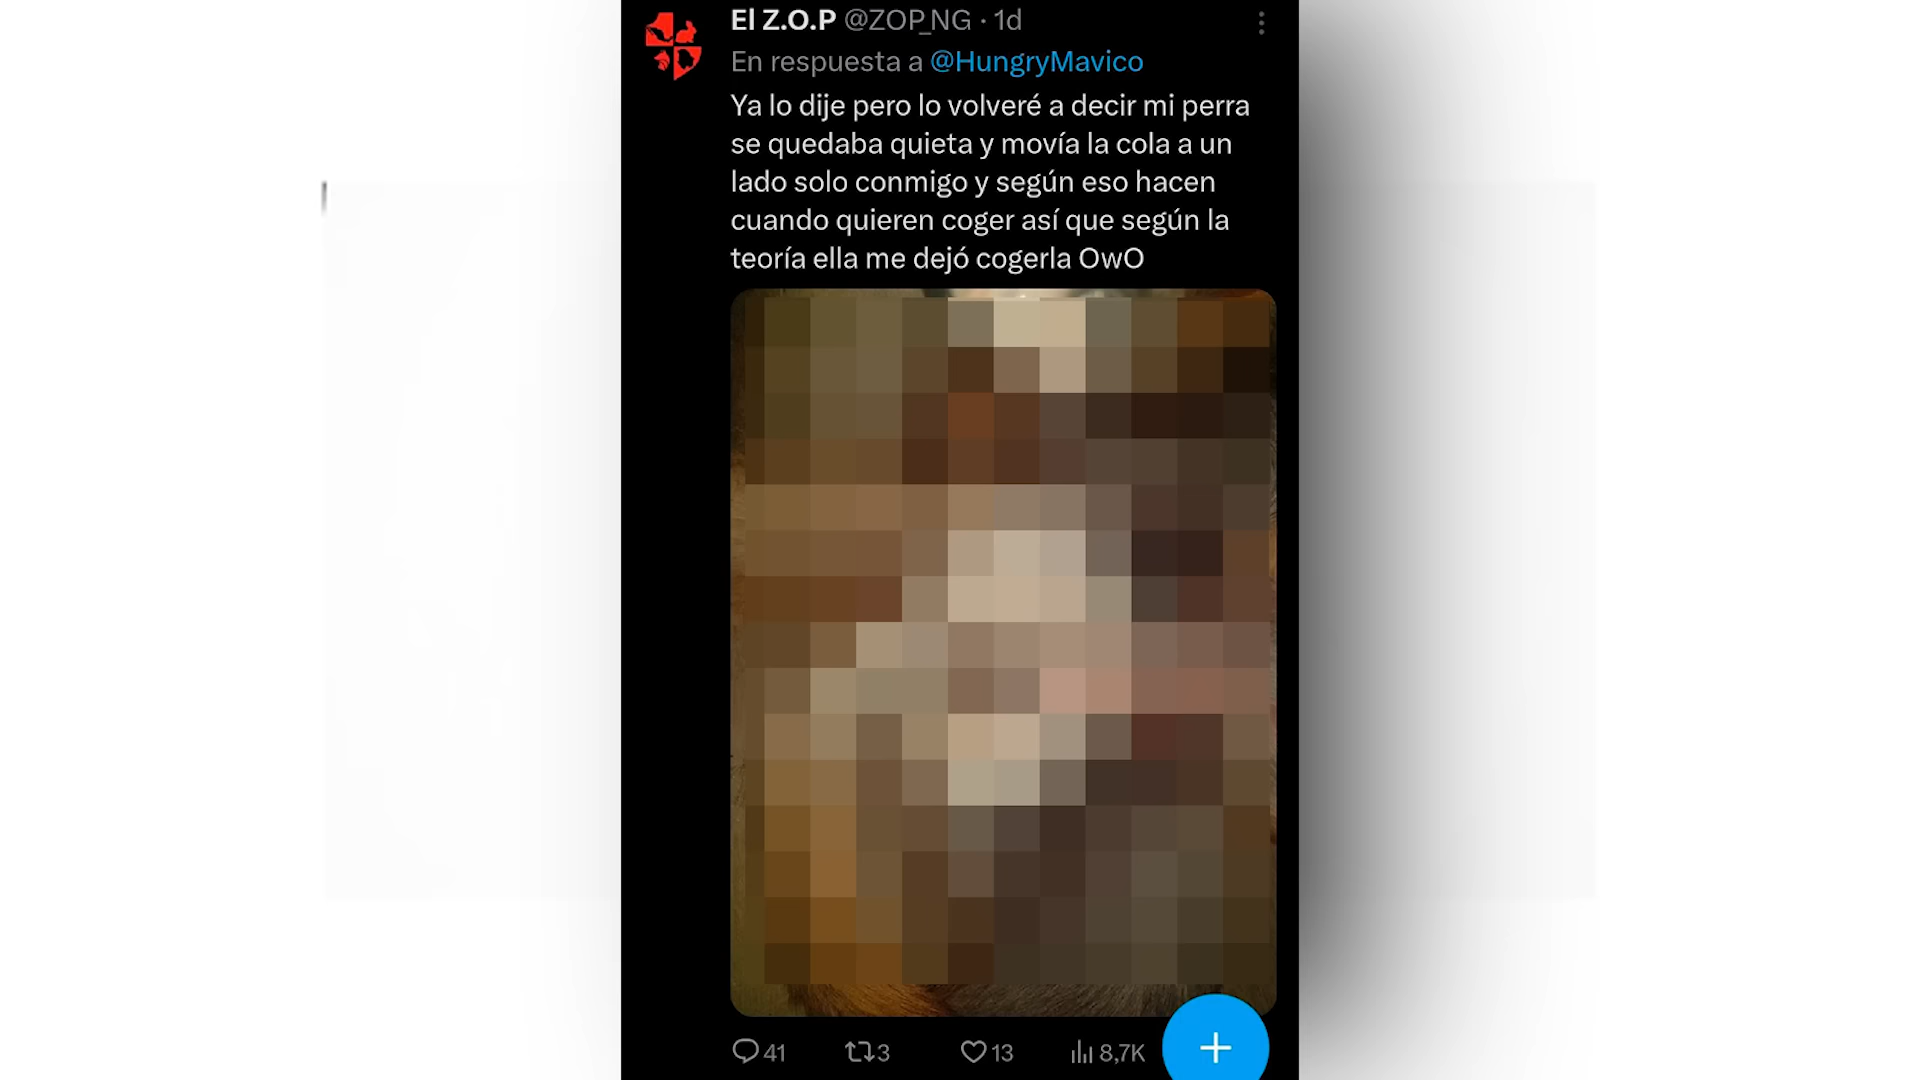 El Z.O.P @ZOP_NG · 1d
En respuesta a @HungryMavico
Ya lo dije pero lo volveré a decir mi perra
se quedaba quieta y movía la cola a un
lado solo conmigo y según eso hacen
cuando quieren coger así que según la
teoría ella me dejó cogerla OwO
41 3 13 8,7K